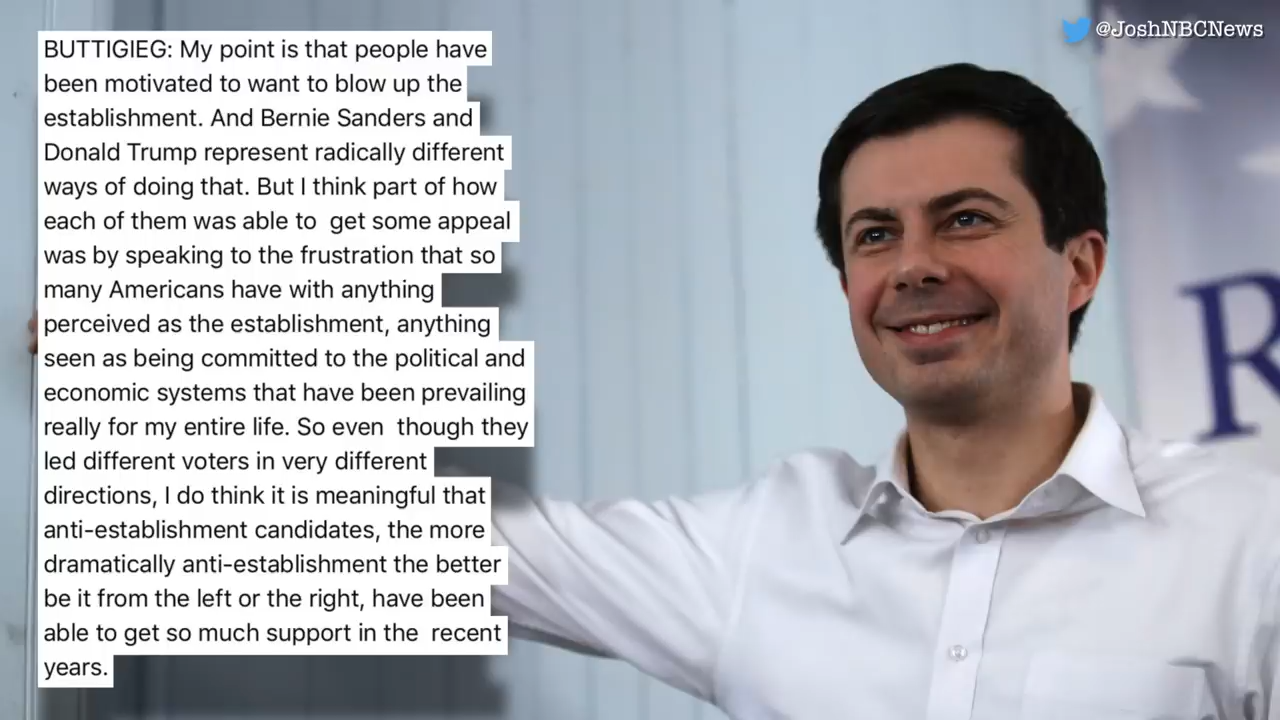 @JoshNBCNews
BUTTIGIEG: My point is that people have
been motivated to want to blow up the
establishment. And Bernie Sanders and
Donald Trump represent radically different
ways of doing that. But I think part of how
each of them was able to  get some appeal
was by speaking to the frustration that so
many Americans have with anything
perceived as the establishment, anything
seen as being committed to the political and
economic systems that have been prevailing
really for my entire life. So even  though they
led different voters in very different
directions, I do think it is meaningful that
anti-establishment candidates, the more
dramatically anti-establishment the better
be it from the left or the right, have been
able to get so much support in the  recent
years.
R